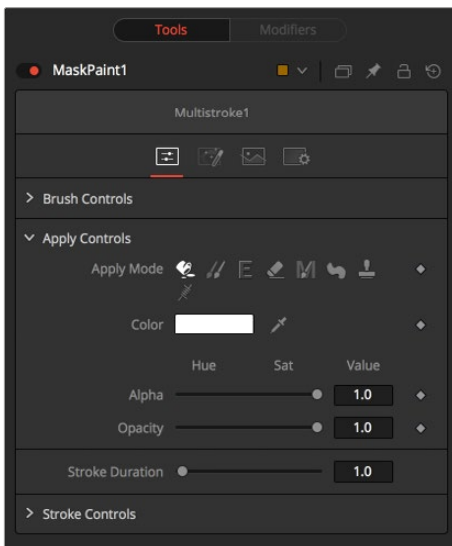 Tools Modifiers
MaskPaint1
Multistroke1
Brush Controls
Apply Controls
Apply Mode
Color
Hue Sat Value
Alpha 1.0
Opacity 1.0
Stroke Duration 1.0
Stroke Controls